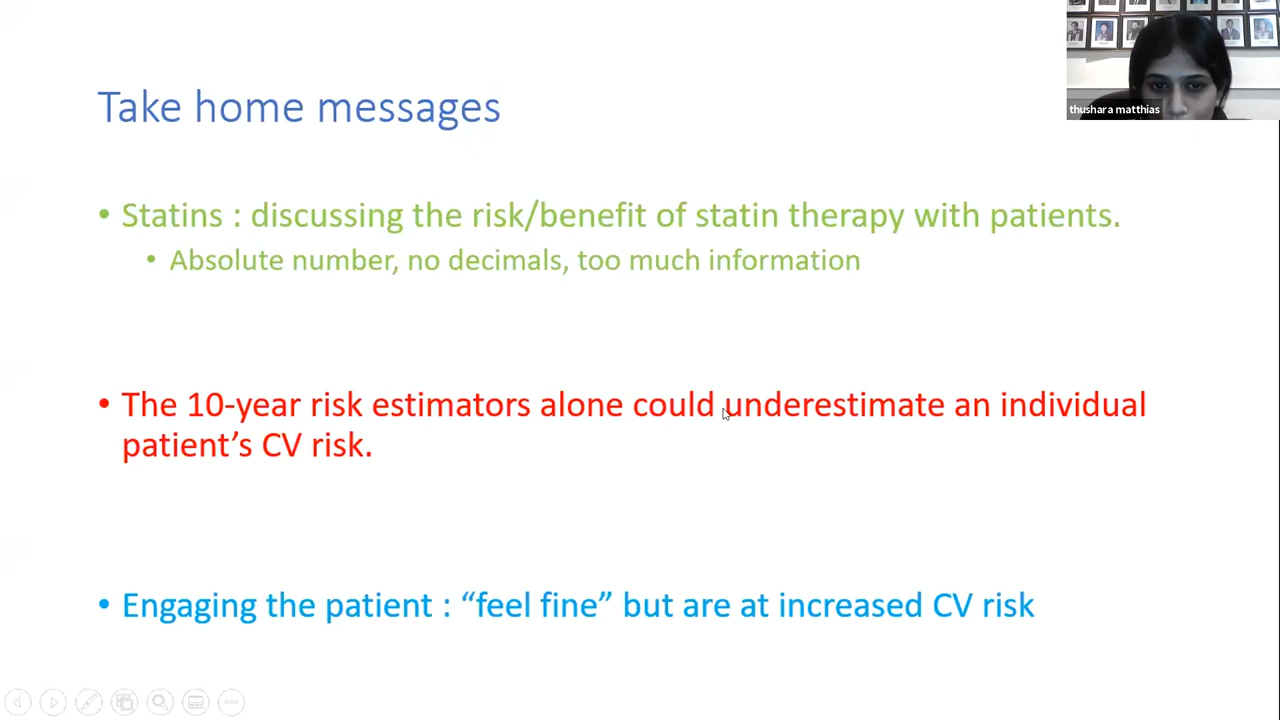 thushara matthias
Take home messages
• Statins : discussing the risk/benefit of statin therapy with patients.
• Absolute number, no decimals, too much information
• The 10-year risk estimators alone could underestimate an individual
patient’s CV risk.
• Engaging the patient : “feel fine” but are at increased CV risk